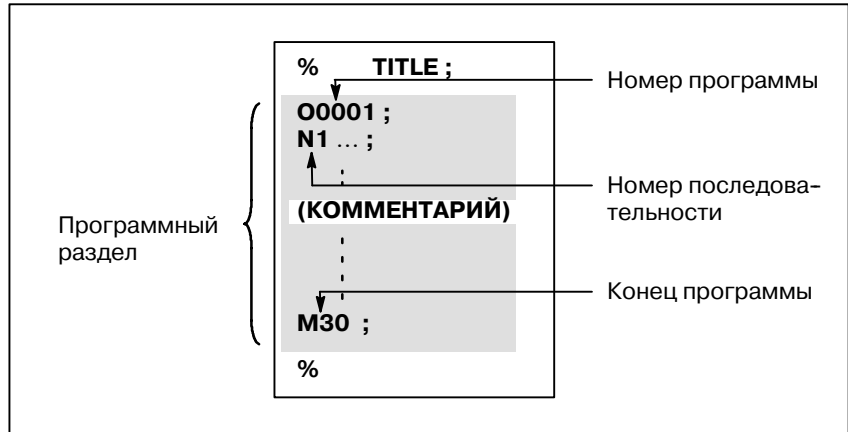 % TITLE ;
Номер программы
O0001 ;
N1 ... ;
Номер последова-
тельности
(КОММЕНТАРИЙ)
Программный
раздел
Конец программы
M30 ;
%